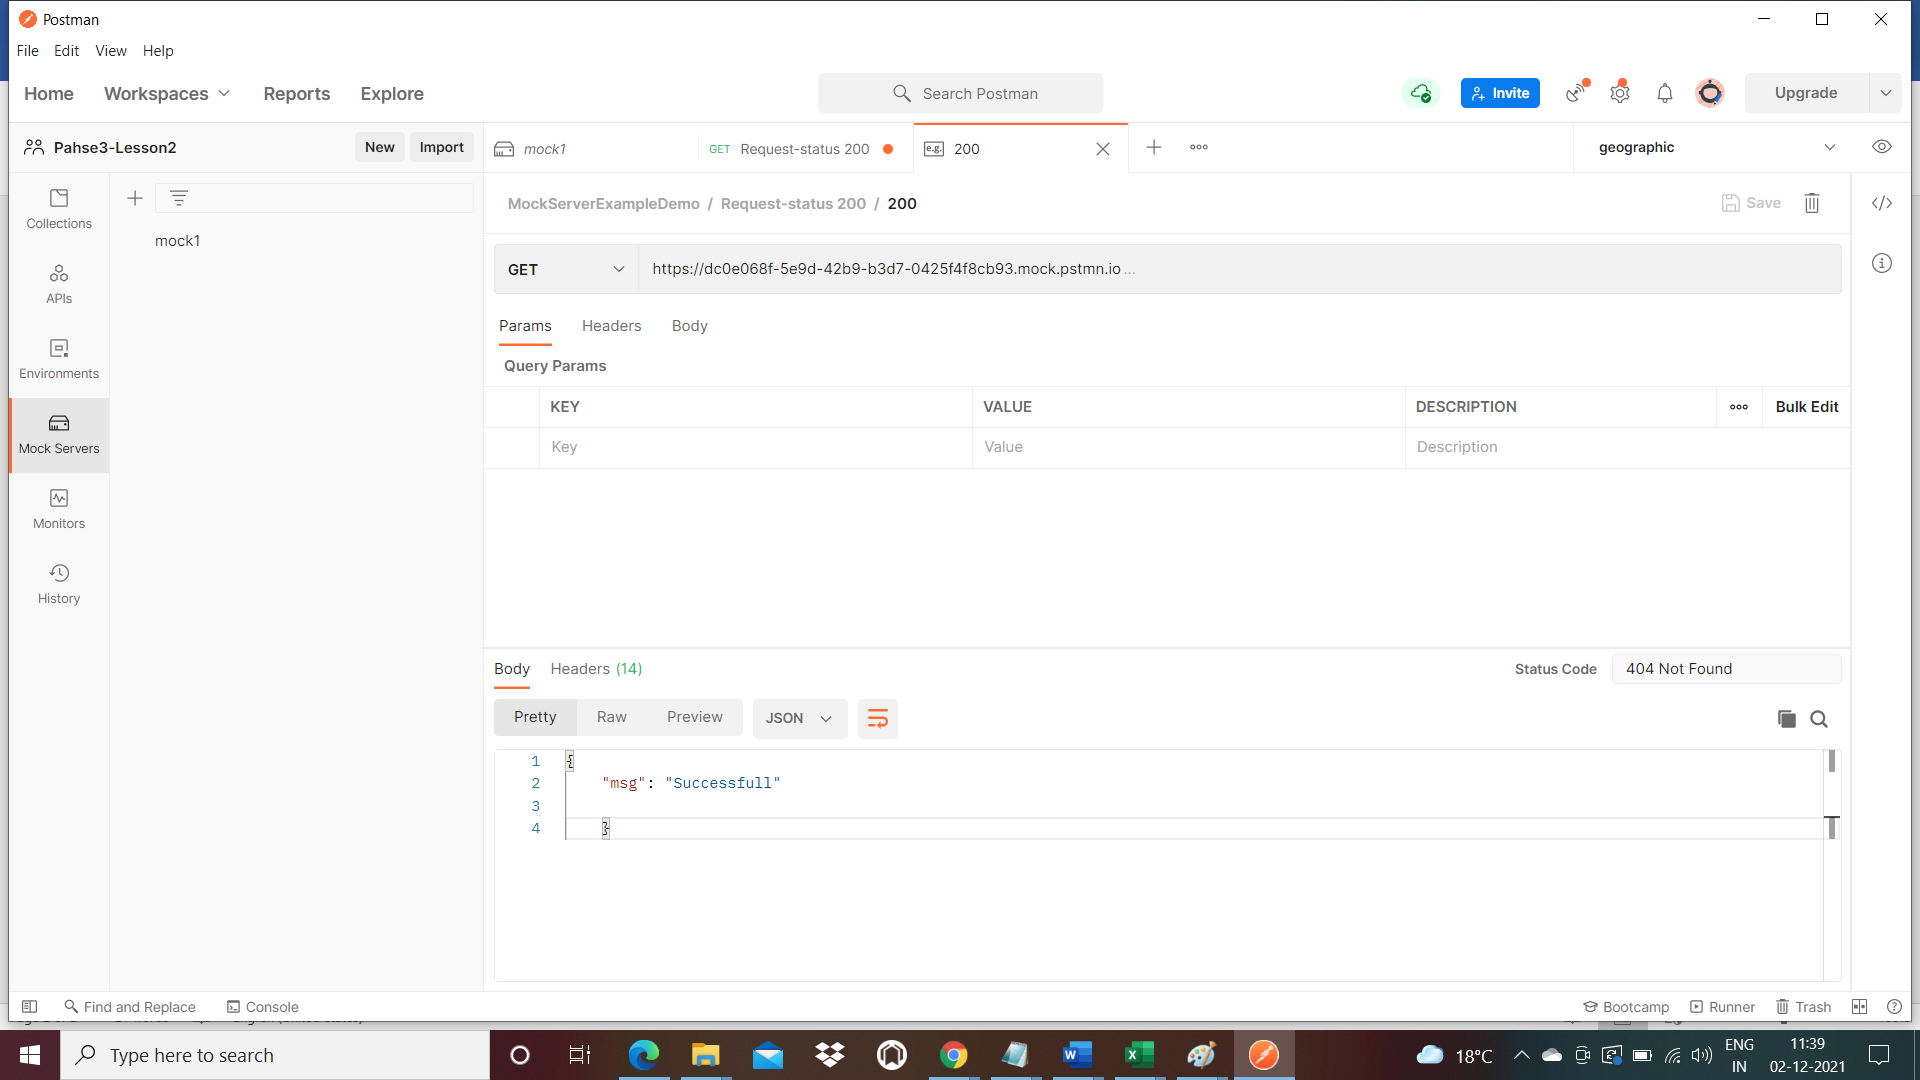 Postman
File Edit View Help
Home Workspaces Reports Explore Search Postman Invite Upgrade
Pahse3-Lesson2 New Import mock1 GET Request-status 200 e.g. 200 geographic
Collections
mock1
APIs
Environments
Mock Servers
Monitors
History
MockServerExampleDemo / Request-status 200 / 200 Save
GET https://dc0e068f-5e9d-42b9-b3d7-0425f4f8cb93.mock.pstmn.io ...
Params Headers Body
Query Params
KEY VALUE DESCRIPTION Bulk Edit
Key Value Description
Body Headers (14) Status Code 404 Not Found
Pretty Raw Preview JSON
1 {
2 "msg": "Successfull"
3
4 }
Find and Replace Console Bootcamp Runner Trash
Type here to search 18°C ENG IN 11:39 02-12-2021